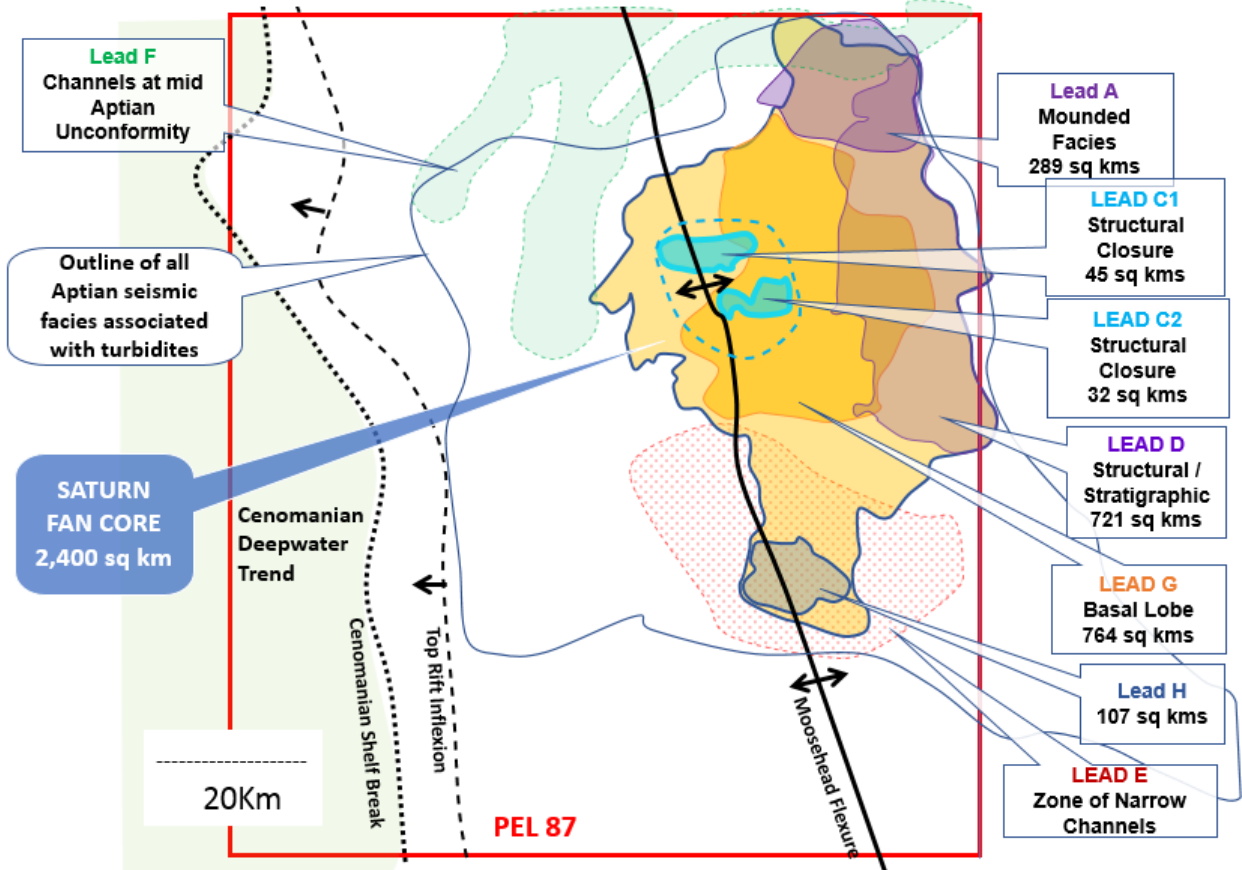 Lead F
Channels at mid
Aptian
Unconformity
Outline of all
Aptian seismic
facies associated
with turbidites
SATURN
FAN CORE
2,400 sq km
Cenomanian
Deepwater
Trend
Cenomanian Shelf Break
Top Rift Inflexion
Moosehead Flexure
20Km
PEL 87
Lead A
Mounded
Facies
289 sq kms
LEAD C1
Structural
Closure
45 sq kms
LEAD C2
Structural
Closure
32 sq kms
LEAD D
Structural /
Stratigraphic
721 sq kms
LEAD G
Basal Lobe
764 sq kms
Lead H
107 sq kms
LEAD E
Zone of Narrow
Channels